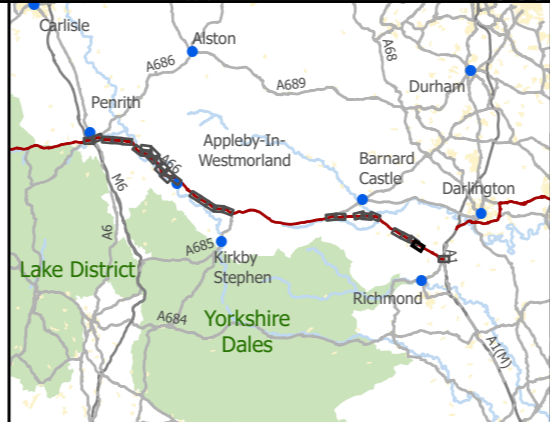 Carlisle
Alston
A68
A686
A689
Durham
Penrith
Appleby-In-
Westmorland
A66
Barnard
Castle
Darlington
M6
A6
A685
Kirkby
Stephen
A1
Lake District
Richmond
A684
Yorkshire
Dales
A1(M)